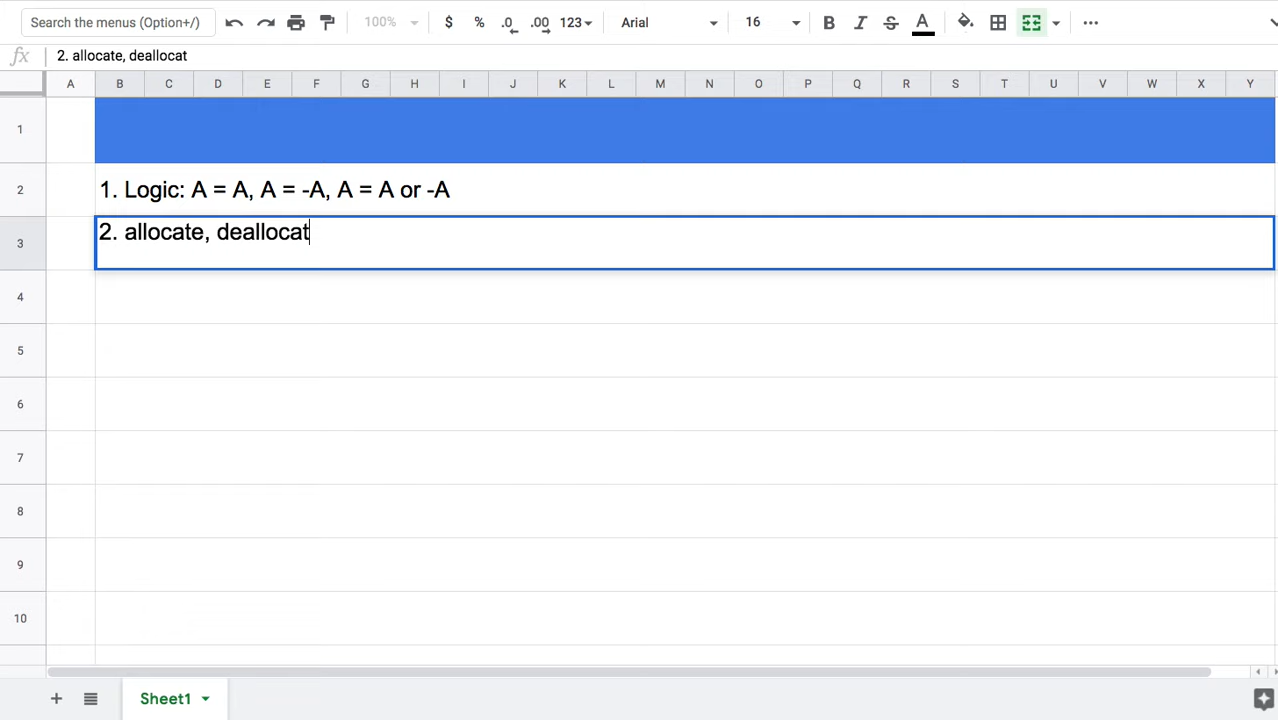 Search the menus (Option+/) 100% $ % .0 .00 123 Arial 16 B I S A ...
fx 2. allocate, deallocat
A B C D E F G H I J K L M N O P Q R S T U V W X Y
1
2 1. Logic: A = A, A = -A, A = A or -A
3 2. allocate, deallocat
4
5
6
7
8
9
10
Sheet1